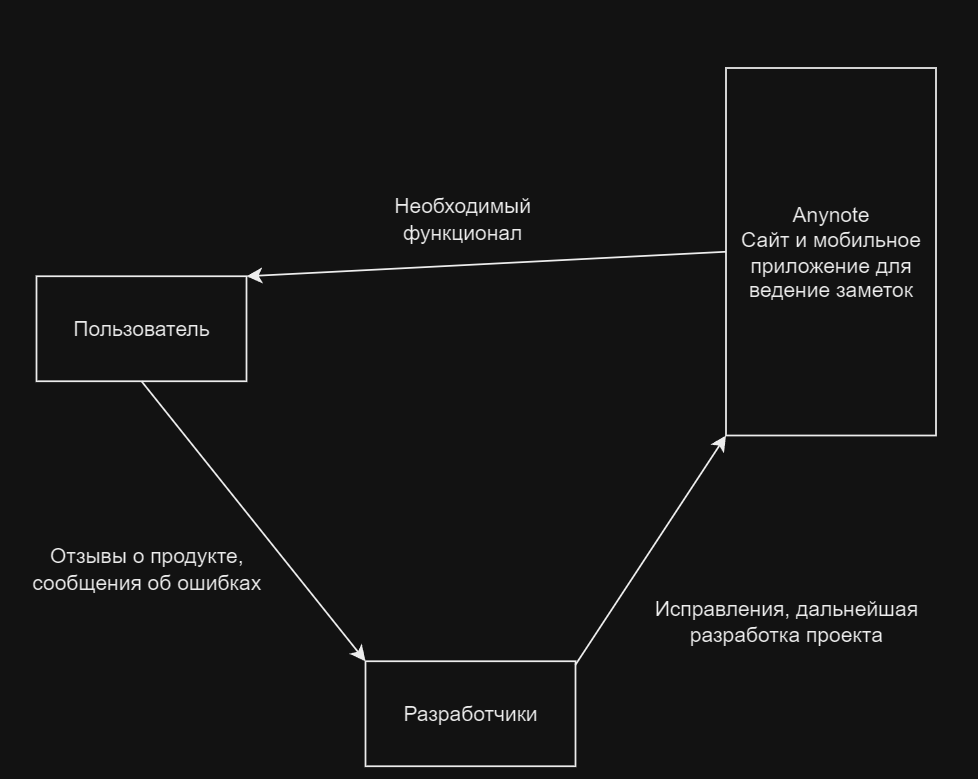 Необходимый
функционал
Anynote
Сайт и мобильное
приложение для
ведение заметок
Пользователь
Отзывы о продукте,
сообщения об ошибках
Исправления, дальнейшая
разработка проекта
Разработчики